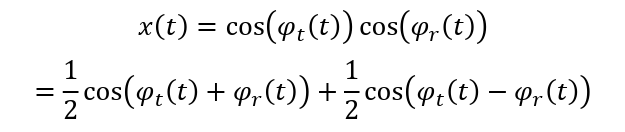 x(t) = cos(φ_t(t)) cos(φ_r(t))
= 1/2 cos(φ_t(t) + φ_r(t)) + 1/2 cos(φ_t(t) − φ_r(t))